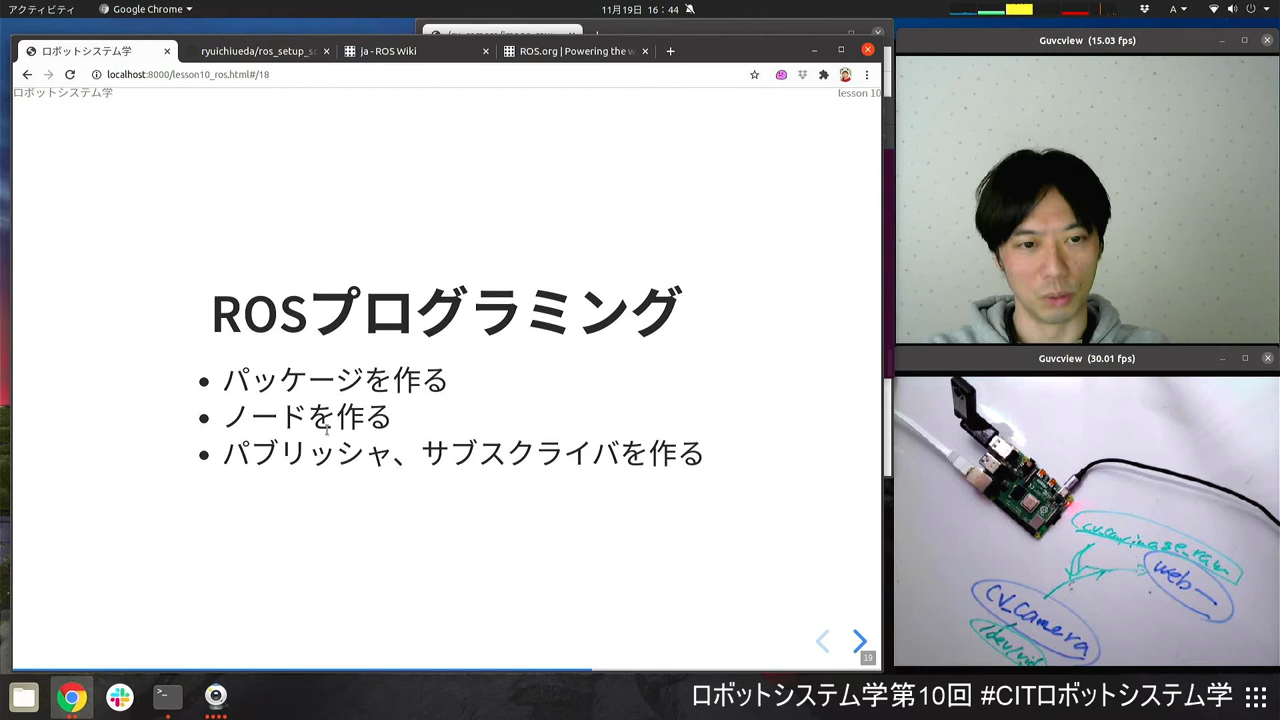 アクティビティ
Google Chrome
11月19日 16：44
A
ロボットシステム学
ryuichiueda/ros_setup_sc
ja - ROS Wiki
ROS.org | Powering the w
localhost:8000/lesson10_ros.html#/18
ロボットシステム学
lesson 10
ROSプログラミング
パッケージを作る
ノードを作る
パブリッシャ、サブスクライバを作る
19
Guvcview (15.03 fps)
Guvcview (30.01 fps)
web
cv_camera
ロボットシステム学第10回 #CITロボットシステム学